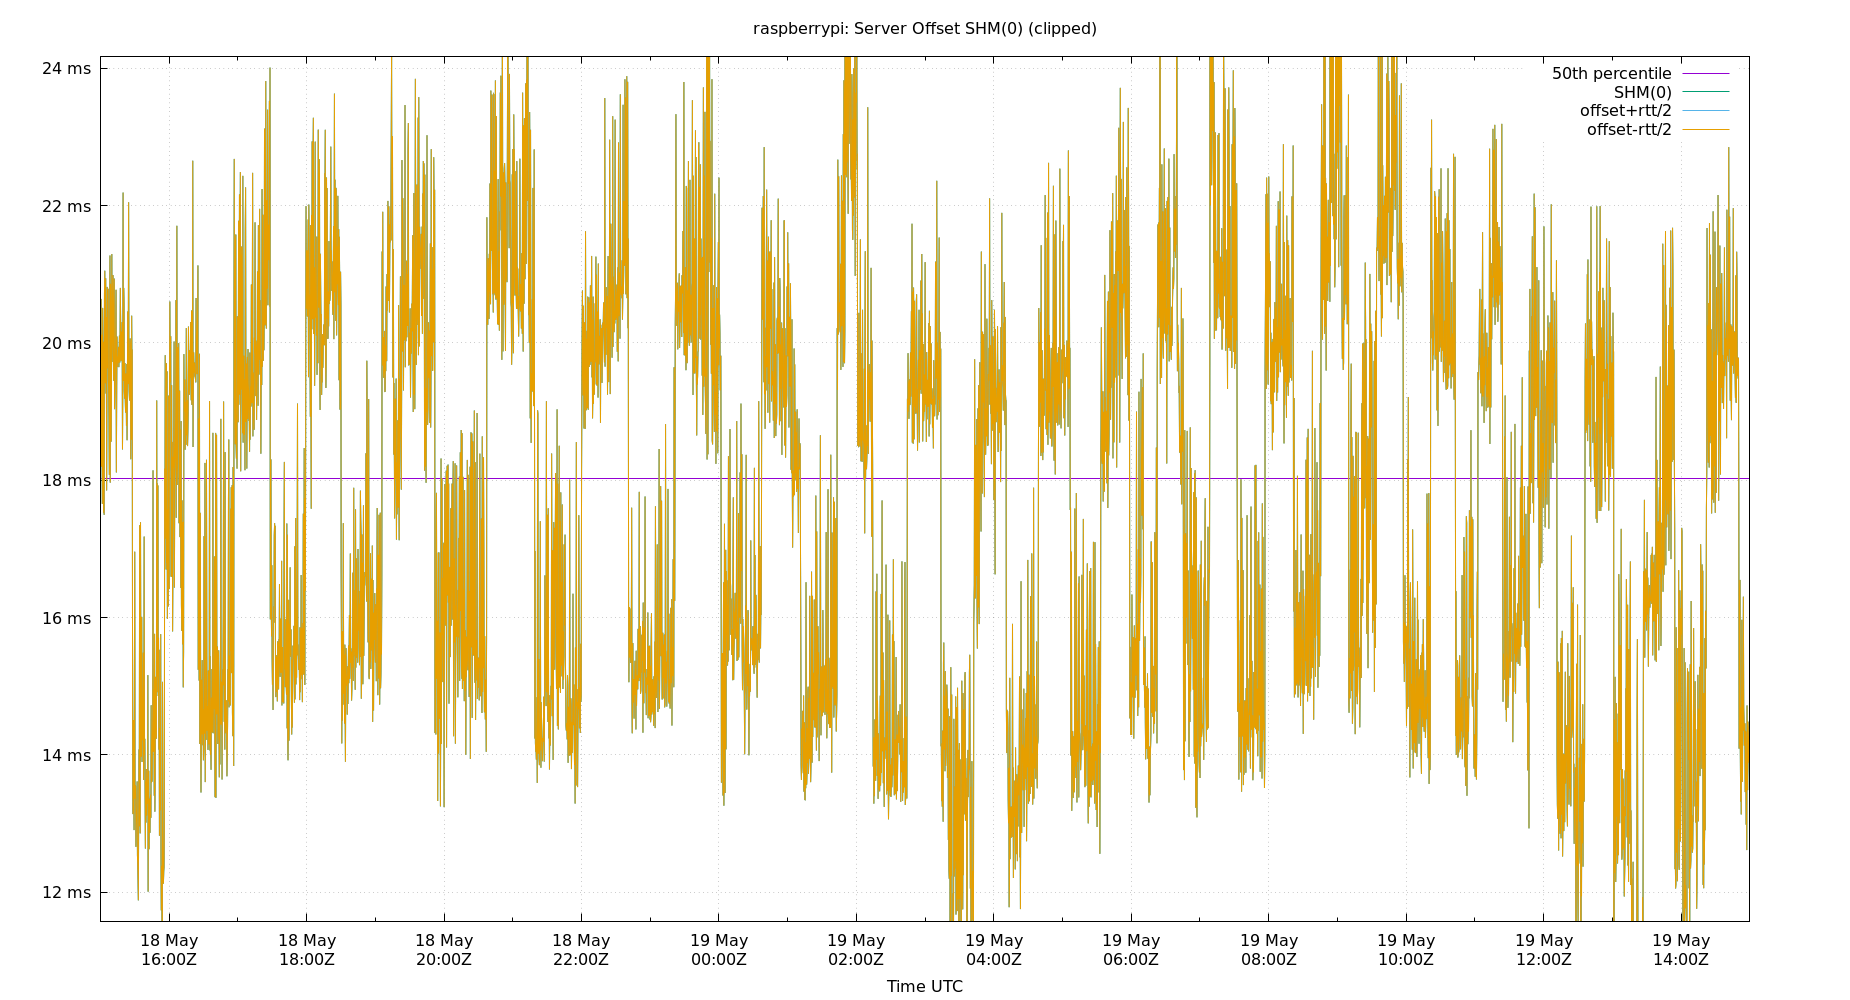 raspberrypi: Server Offset SHM(0) (clipped)
24 ms
22 ms
20 ms
18 ms
16 ms
14 ms
12 ms
50th percentile
SHM(0)
offset+rtt/2
offset-rtt/2
18 May 18 May 18 May 18 May 19 May 19 May 19 May 19 May 19 May 19 May 19 May 19 May
16:00Z 18:00Z 20:00Z 22:00Z 00:00Z 02:00Z 04:00Z 06:00Z 08:00Z 10:00Z 12:00Z 14:00Z
Time UTC